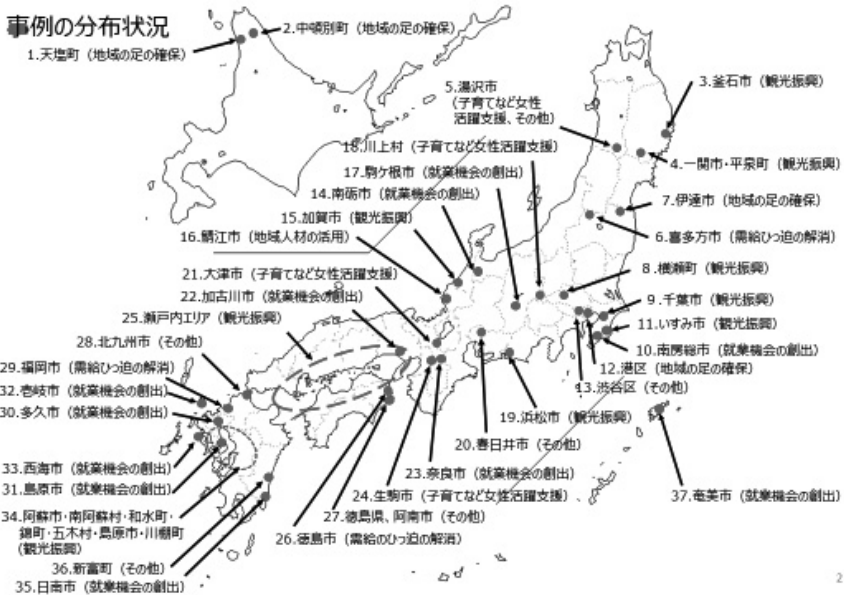 事例の分布状況
1.天塩町（地域の足の確保）
2.中頓別町（地域の足の確保）
3.釜石市（観光振興）
4.一関市・平泉町（観光振興）
5.湯沢市
（子育てなど女性
活躍支援、その他）
18.川上村（子育てなど女性活躍支援）
17.駒ケ根市（就業機会の創出）
14.南砺市（就業機会の創出）
15.加賀市（観光振興）
16.鯖江市（地域人材の活用）
7.伊達市（地域の足の確保）
6.喜多方市（需給ひっ迫の解消）
21.大津市（子育てなど女性活躍支援）
22.加古川市（就業機会の創出）
25.瀬戸内エリア（観光振興）
28.北九州市（その他）
8.横瀬町（観光振興）
9.千葉市（観光振興）
11.いすみ市（観光振興）
10.南房総市（就業機会の創出）
12.港区（地域の足の確保）
13.渋谷区（その他）
29.福岡市（需給ひっ迫の解消）
32.壱岐市（就業機会の創出）
30.多久市（就業機会の創出）
19.浜松市（観光振興）
20.春日井市（その他）
23.奈良市（就業機会の創出）
24.生駒市（子育てなど女性活躍支援）
27.徳島県、阿南市（その他）
26.徳島市（需給のひっ迫の解消）
37.奄美市（就業機会の創出）
33.西海市（就業機会の創出）
31.島原市（就業機会の創出）
34.阿蘇市・南阿蘇村・和水町・
錦町・五木村・島原市・川棚町
（観光振興）
36.新富町（その他）
35.日南市（就業機会の創出）
2